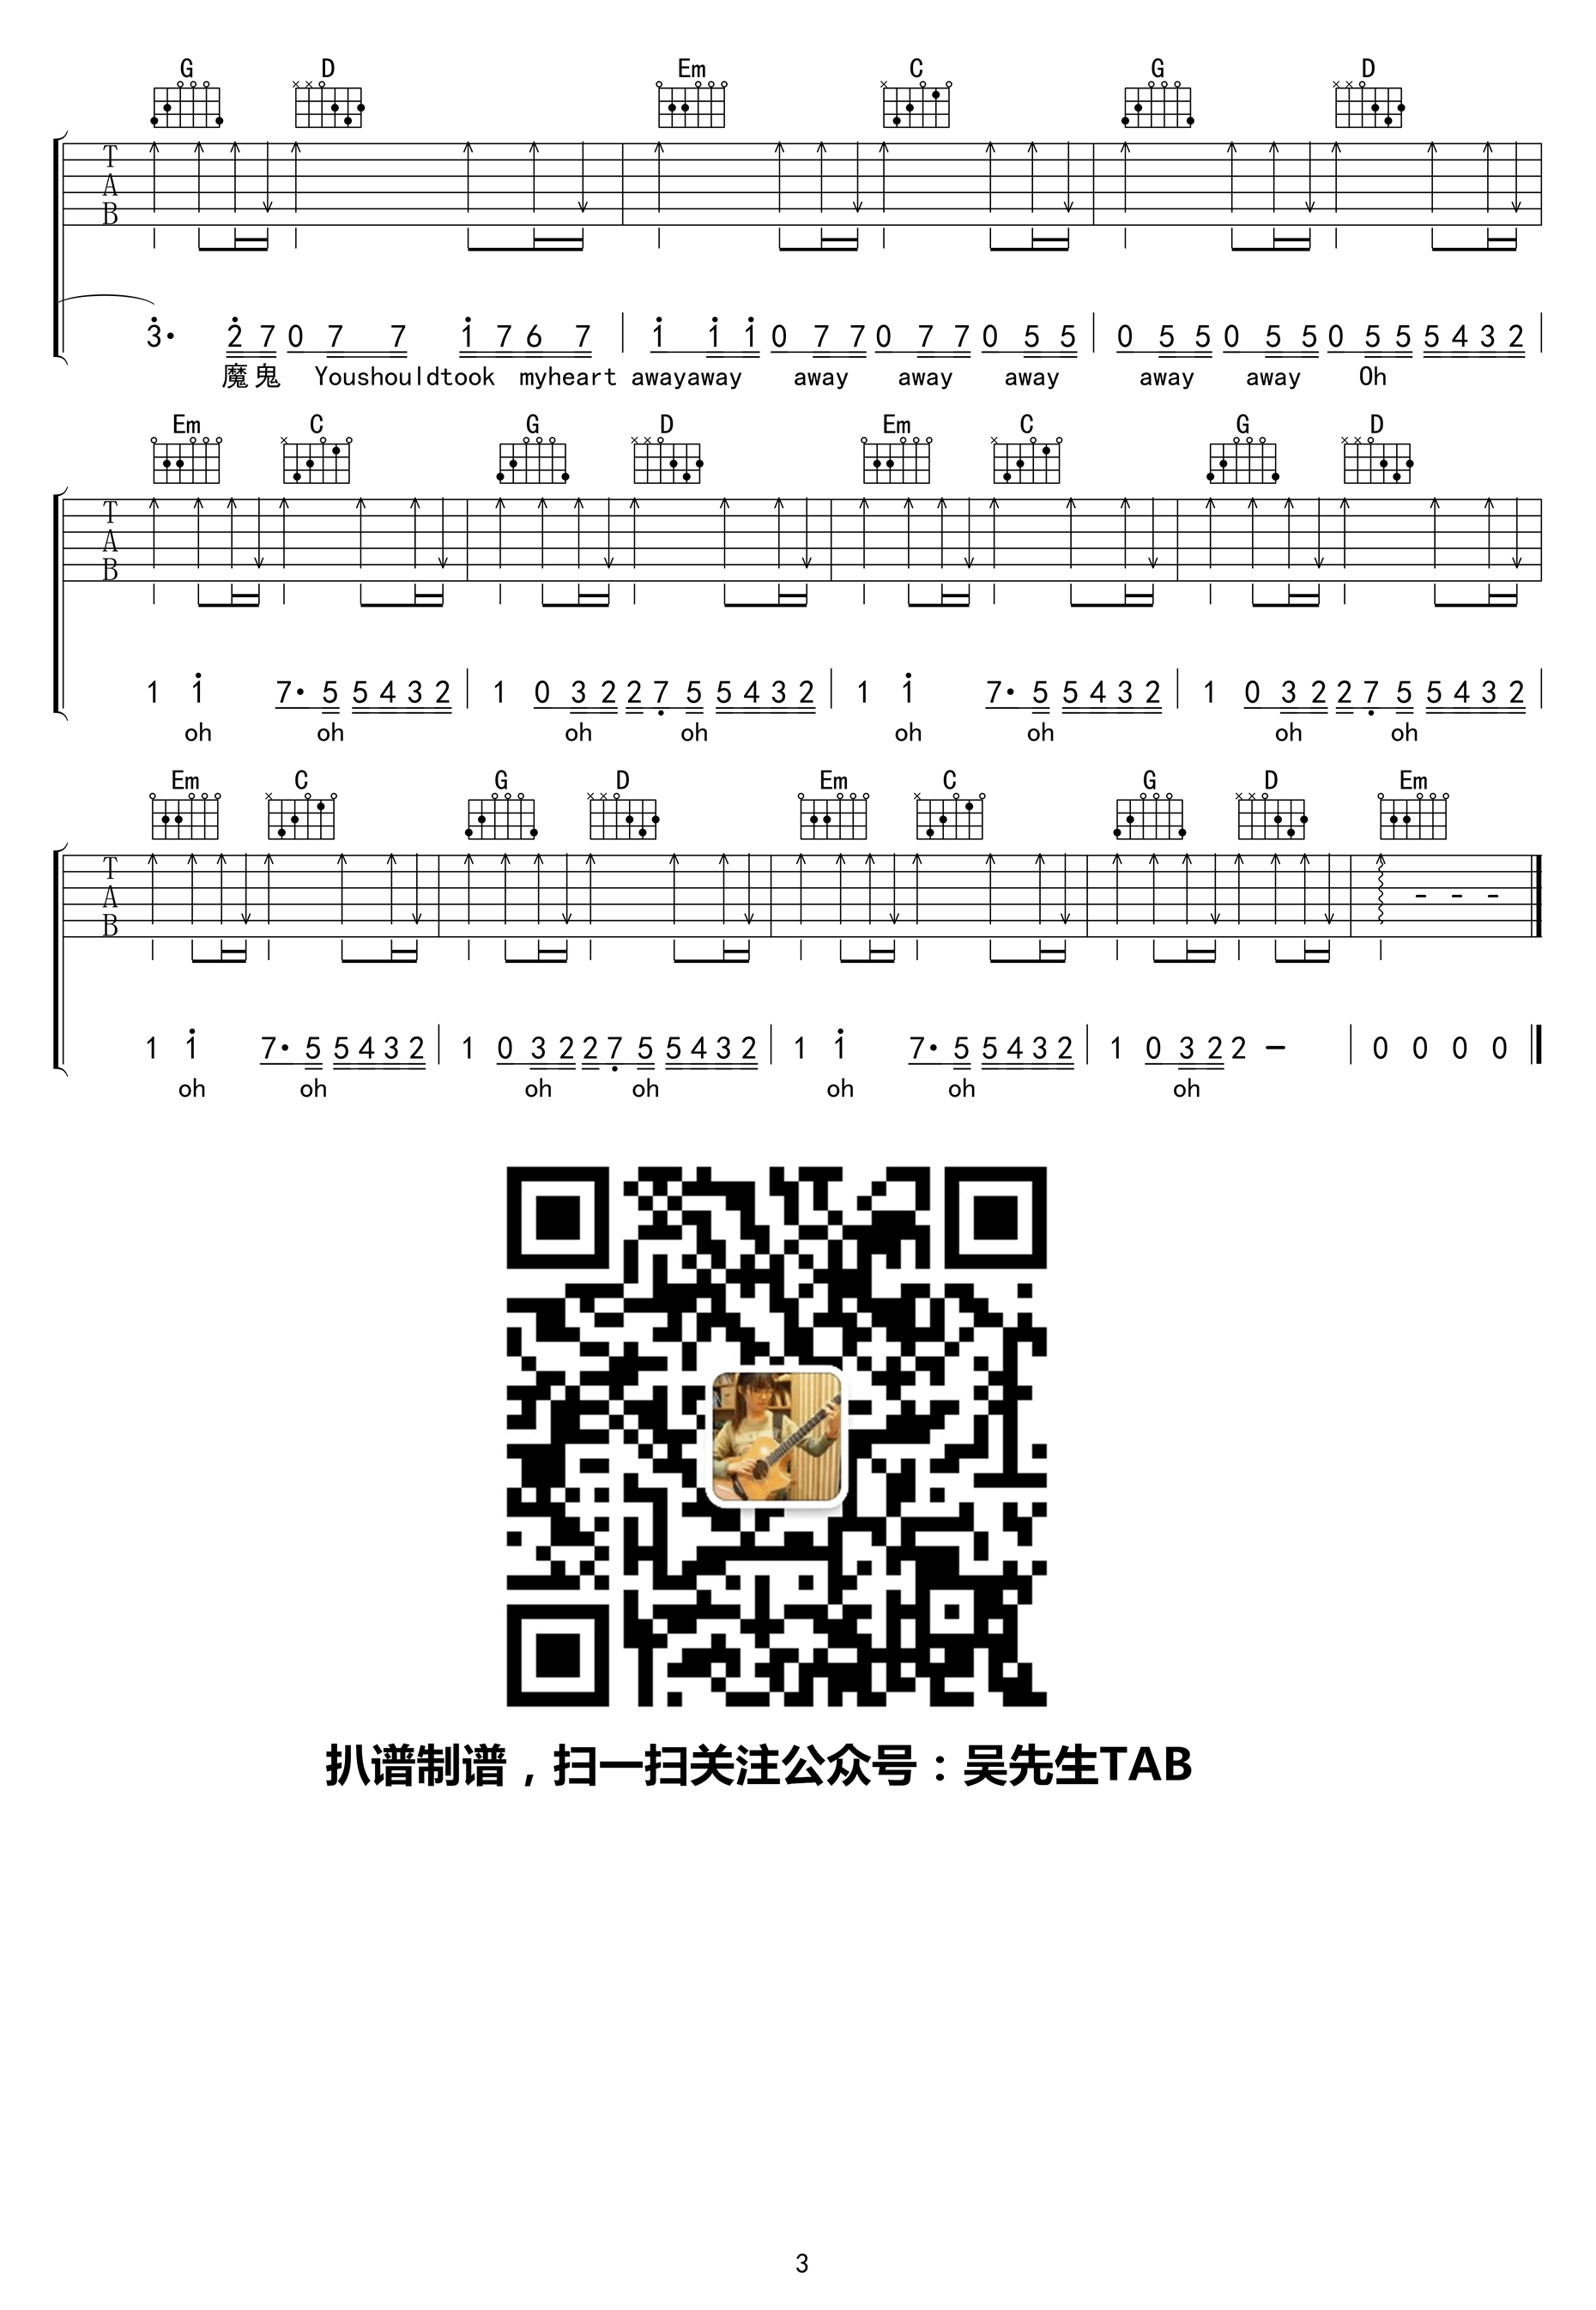 G D Em C G D
T
A
B
3· 2 7 0 7 7 1 7 6 7 1 1 1 0 7 7 0 7 7 0 5 5 0 5 5 0 5 5 0 5 5 5 4 3 2
魔鬼 Youshouldtook myheart awayaway away away away away away Oh
Em C G D Em C G D
T
A
B
1 1 7· 5 5 4 3 2 1 0 3 2 2 7 5 5 4 3 2 1 1 7· 5 5 4 3 2 1 0 3 2 2 7 5 5 4 3 2
oh oh oh oh oh oh oh oh
Em C G D Em C G D Em
T
A
B
- - -
1 1 7· 5 5 4 3 2 1 0 3 2 2 7 5 5 4 3 2 1 1 7· 5 5 4 3 2 1 0 3 2 2 – 0 0 0 0
oh oh oh oh oh oh oh
扒谱制谱，扫一扫关注公众号：吴先生TAB
3